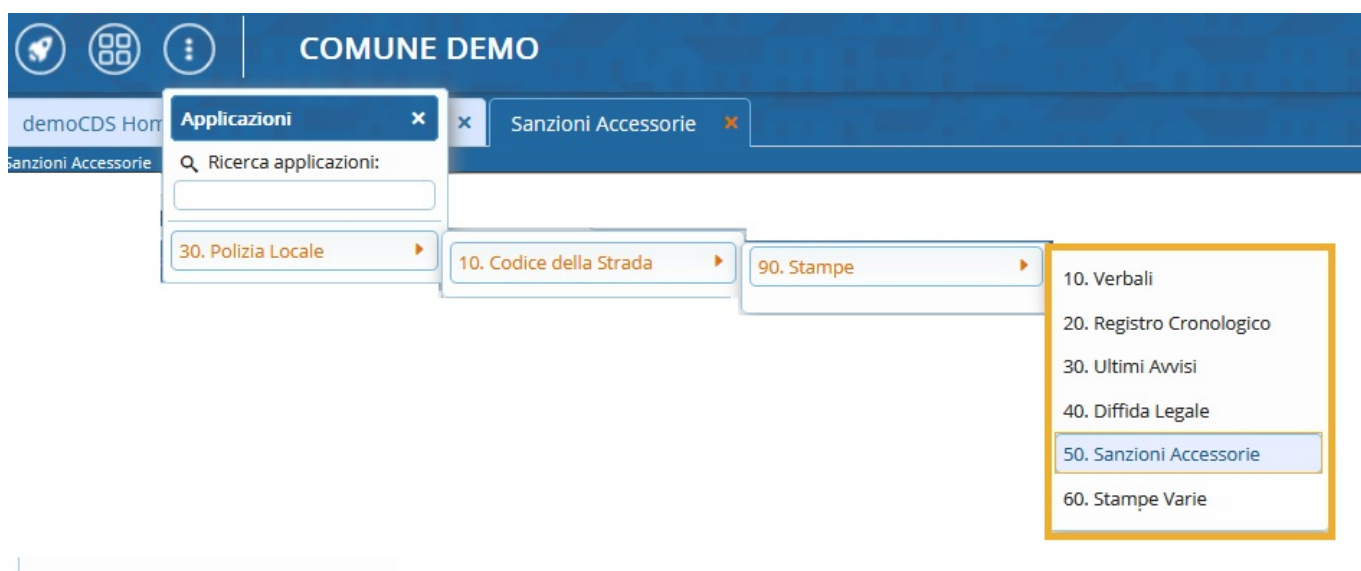 COMUNE DEMO
demoCDS Hom
Applicazioni
Sanzioni Accessorie
Sanzioni Accessorie
Ricerca applicazioni:
30. Polizia Locale
10. Codice della Strada
90. Stampe
10. Verbali
20. Registro Cronologico
30. Ultimi Avvisi
40. Diffida Legale
50. Sanzioni Accessorie
60. Stampe Varie